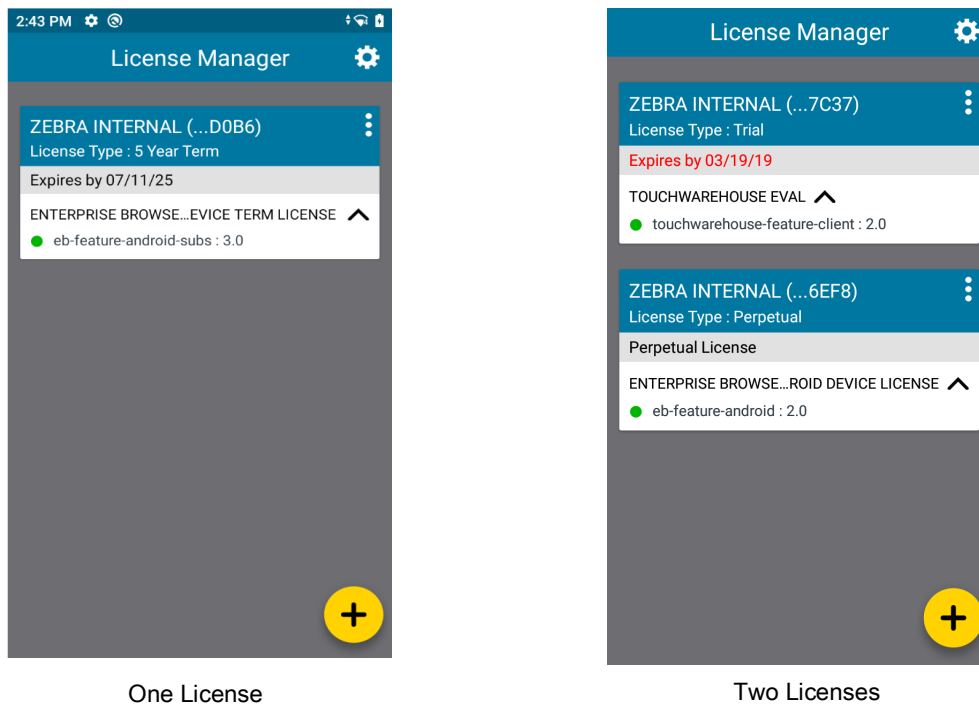 2:43 PM
License Manager
ZEBRA INTERNAL (...D0B6)
License Type : 5 Year Term
Expires by 07/11/25
ENTERPRISE BROWSE...EVICE TERM LICENSE
eb-feature-android-subs : 3.0
One License
License Manager
ZEBRA INTERNAL (...7C37)
License Type : Trial
Expires by 03/19/19
TOUCHWAREHOUSE EVAL
touchwarehouse-feature-client : 2.0
ZEBRA INTERNAL (...6EF8)
License Type : Perpetual
Perpetual License
ENTERPRISE BROWSE...ROID DEVICE LICENSE
eb-feature-android : 2.0
Two Licenses